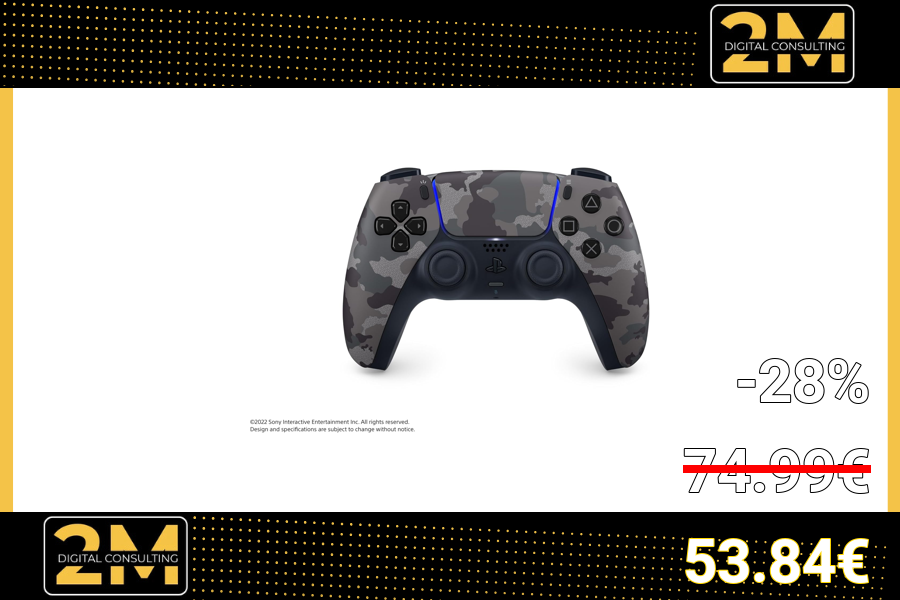 2M
DIGITAL CONSULTING
-28%
©2022 Sony Interactive Entertainment Inc. All rights reserved.
Design and specifications are subject to change without notice.
74.99€
2M
DIGITAL CONSULTING
53.84€